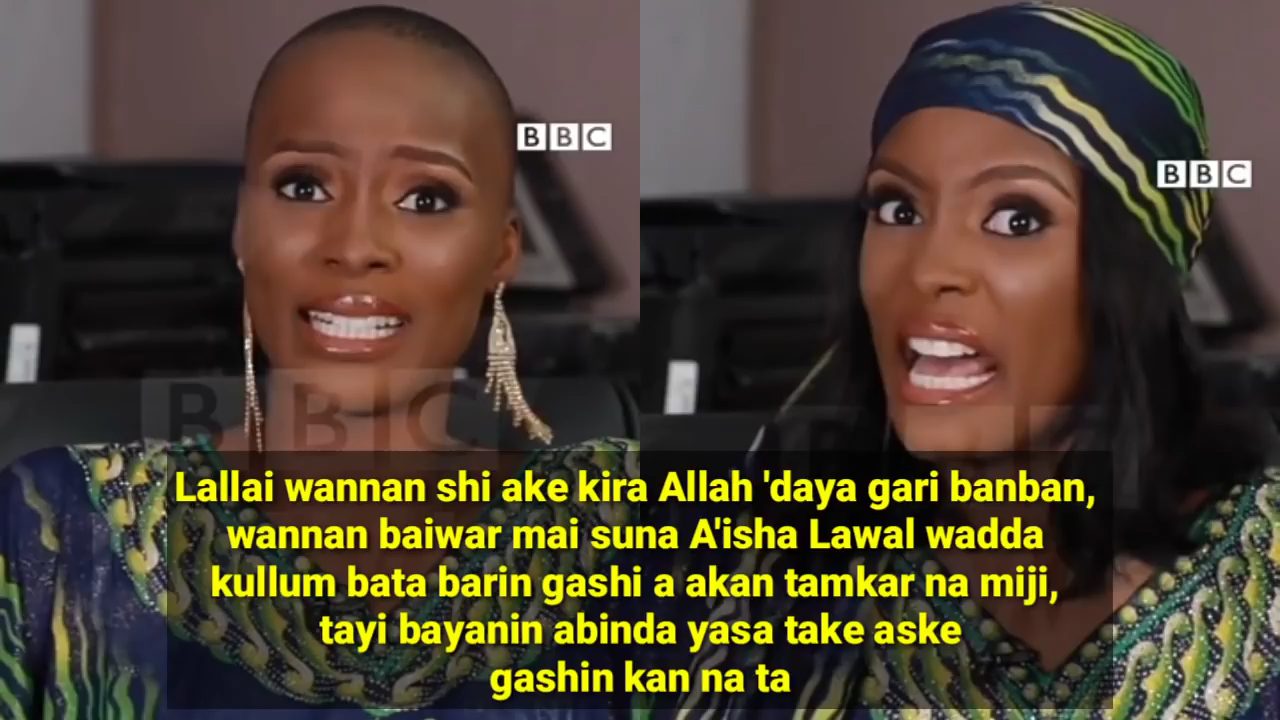 BBC
BBC
BBC
Lallai wannan shi ake kira Allah 'daya gari banban,
wannan baiwar mai suna A'isha Lawal wadda
kullum bata barin gashi a akan tamkar na miji,
tayi bayanin abinda yasa take aske
gashin kan na ta